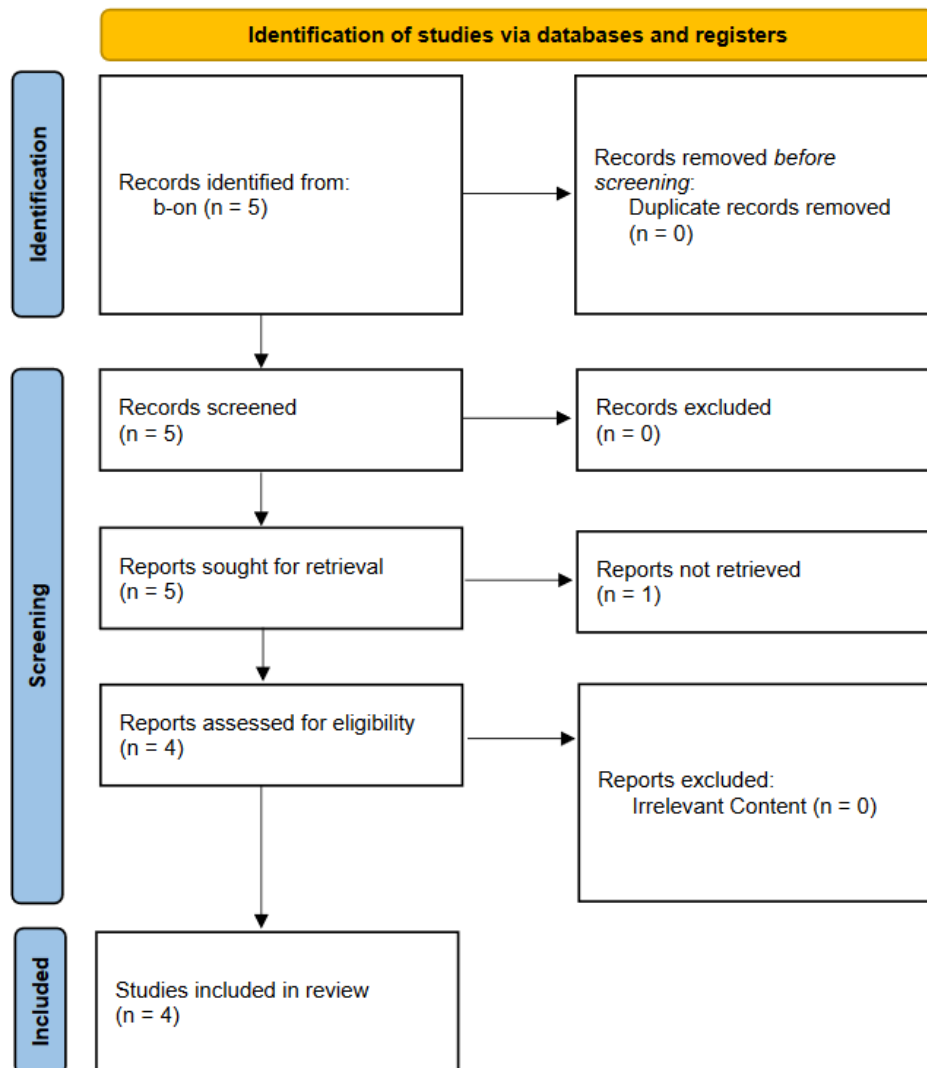 Identification of studies via databases and registers
Identification
Records identified from:
b-on (n = 5)
Records removed before
screening:
Duplicate records removed
(n = 0)
Screening
Records screened
(n = 5)
Records excluded
(n = 0)
Reports sought for retrieval
(n = 5)
Reports not retrieved
(n = 1)
Reports assessed for eligibility
(n = 4)
Reports excluded:
Irrelevant Content (n = 0)
Included
Studies included in review
(n = 4)